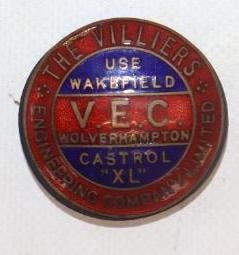 THE VILLIERS
USE
WAKEFIELD
V.E.C.
WOLVERHAMPTON
CASTROL
"XL"
ENGINEERING COMPANY LIMITED